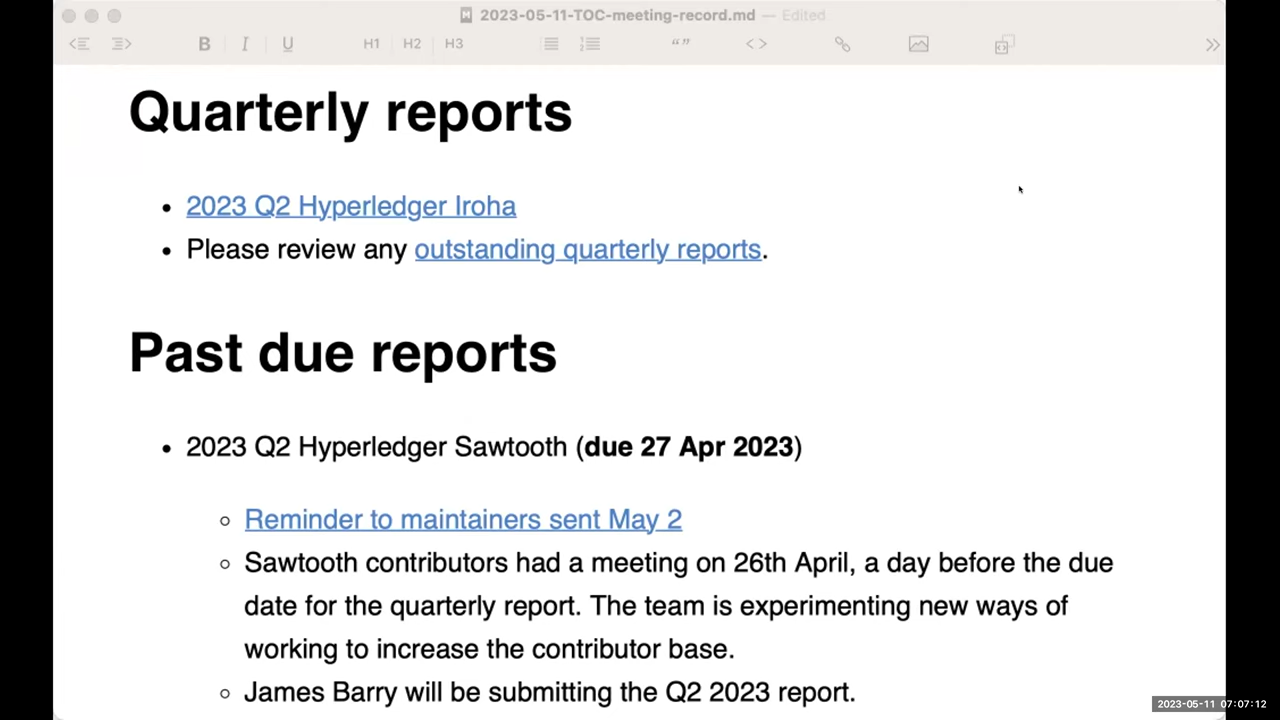 2023-05-11-TOC-meeting-record.md — Edited
B I U H1 H2 H3 “” <>
Quarterly reports
• 2023 Q2 Hyperledger Iroha
• Please review any outstanding quarterly reports.
Past due reports
• 2023 Q2 Hyperledger Sawtooth (due 27 Apr 2023)
◦ Reminder to maintainers sent May 2
◦ Sawtooth contributors had a meeting on 26th April, a day before the due
date for the quarterly report. The team is experimenting new ways of
working to increase the contributor base.
◦ James Barry will be submitting the Q2 2023 report.
2023-05-11 07:07:12